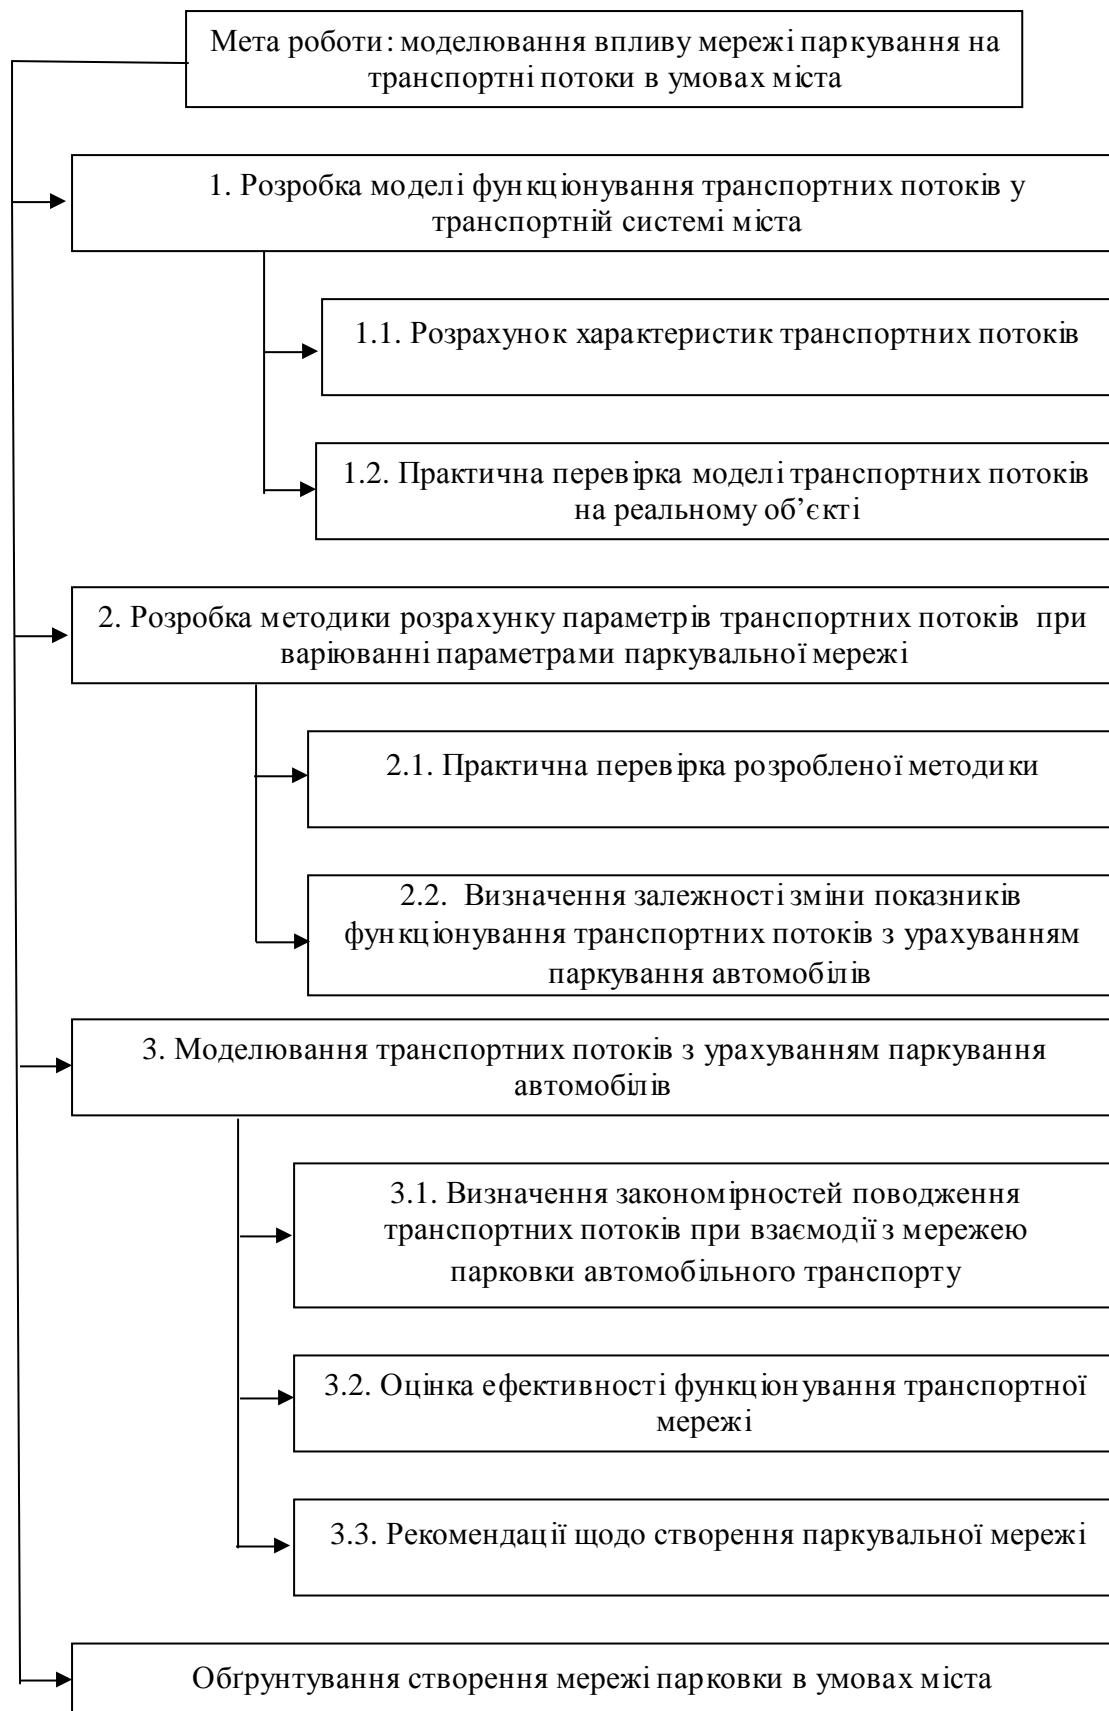 Мета роботи: моделювання впливу мережі паркування на
транспортні потоки в умовах міста
1. Розробка моделі функціонування транспортних потоків у
транспортній системі міста
1.1. Розрахунок характеристик транспортних потоків
1.2. Практична перевірка моделі транспортних потоків
на реальному об’єкті
2. Розробка методики розрахунку параметрів транспортних потоків при
варіюванні параметрами паркувальної мережі
2.1. Практична перевірка розробленої методики
2.2. Визначення залежності зміни показників
функціонування транспортних потоків з урахуванням
паркування автомобілів
3. Моделювання транспортних потоків з урахуванням паркування
автомобілів
3.1. Визначення закономірностей поводження
транспортних потоків при взаємодії з мережею
парковки автомобільного транспорту
3.2. Оцінка ефективності функціонування транспортної
мережі
3.3. Рекомендації щодо створення паркувальної мережі
Обґрунтування створення мережі парковки в умовах міста